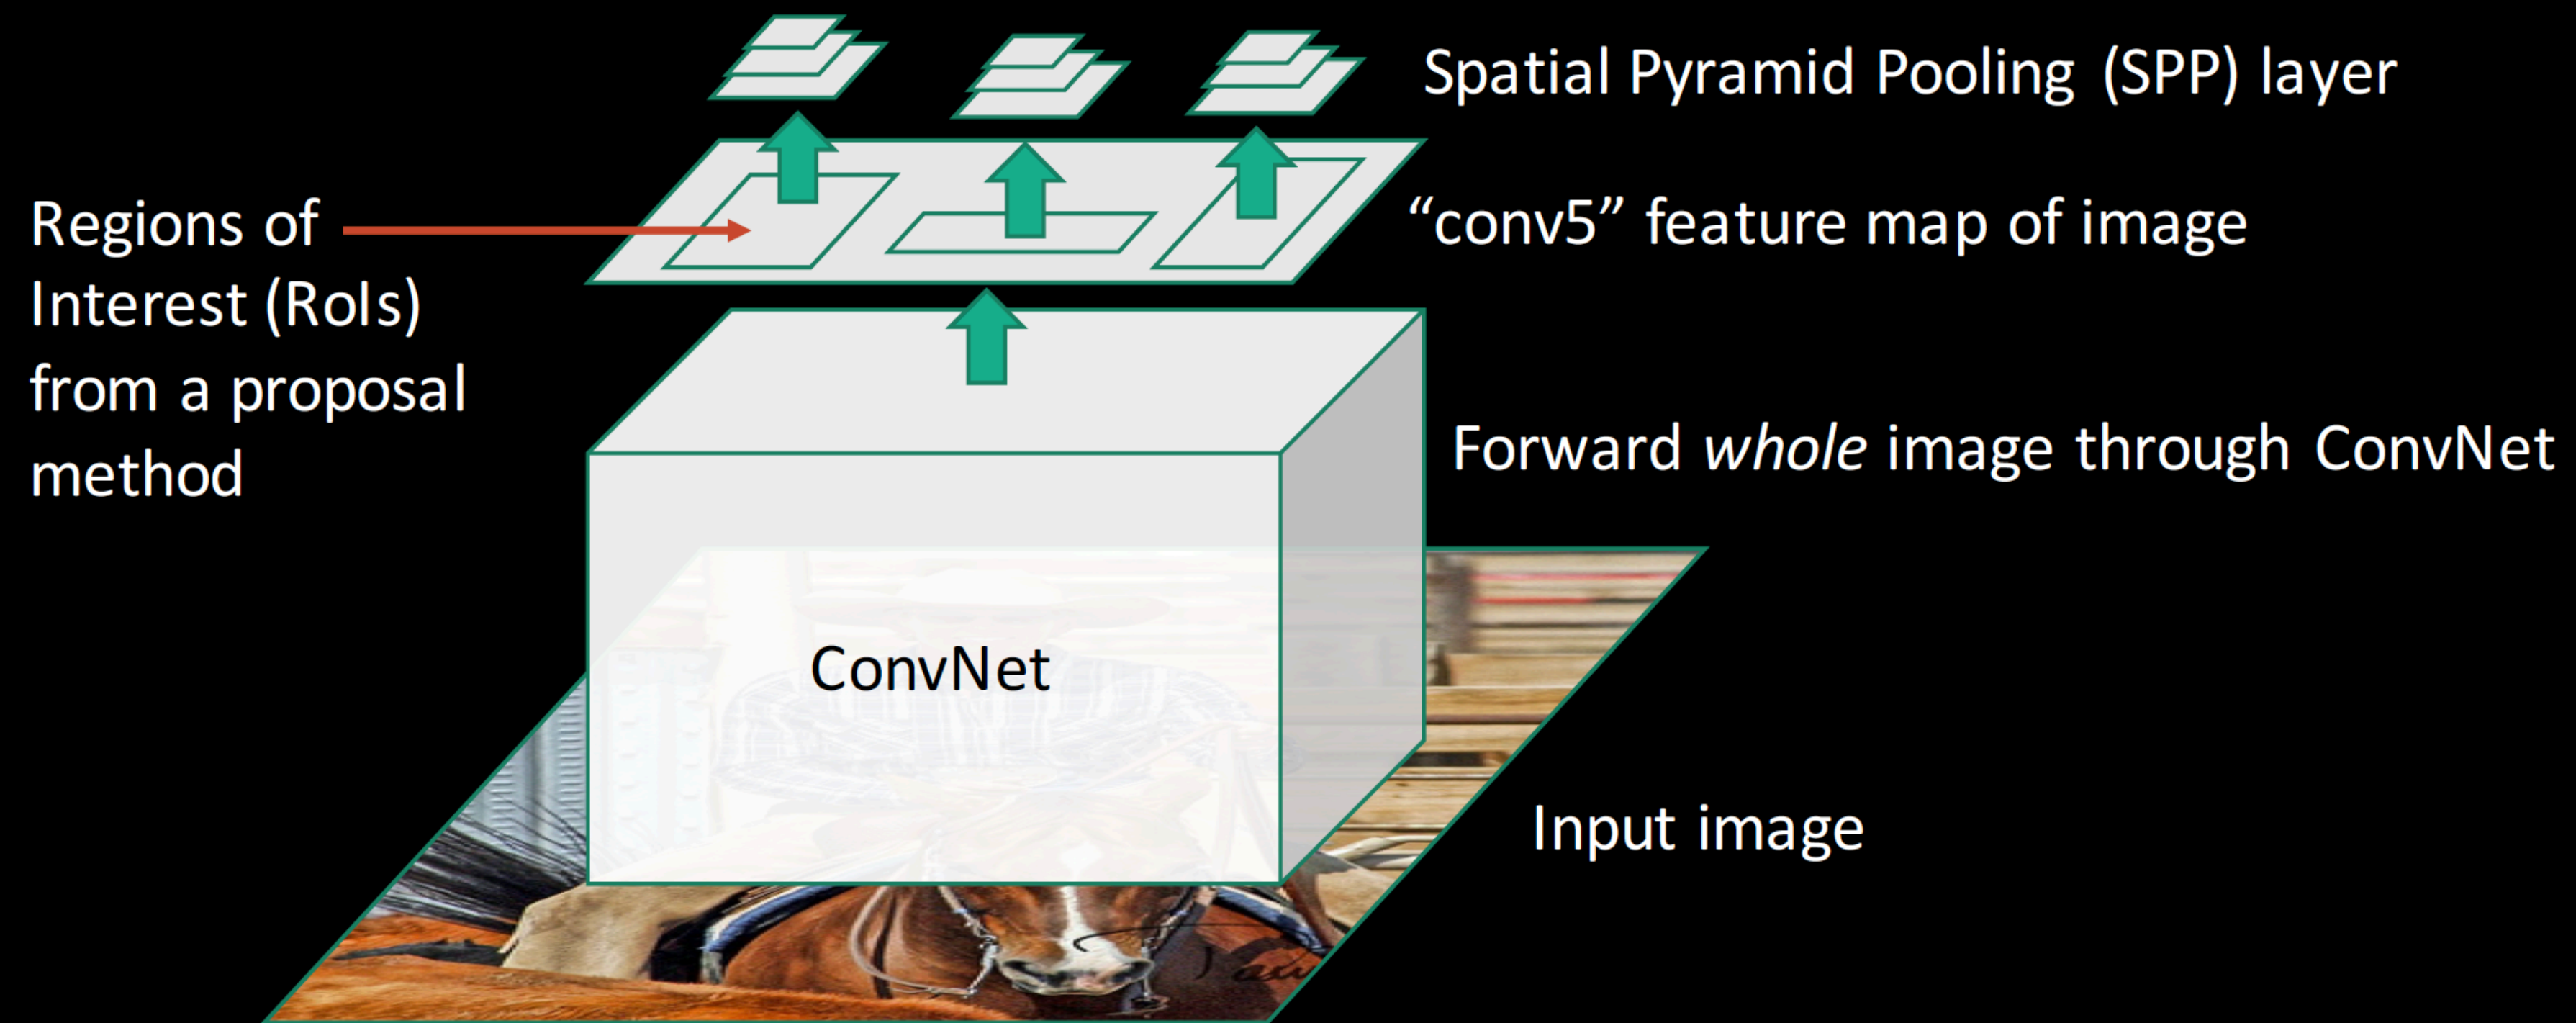 Spatial Pyramid Pooling (SPP) layer
Regions of
Interest (RoIs)
from a proposal
method
“conv5” feature map of image
Forward whole image through ConvNet
ConvNet
Input image